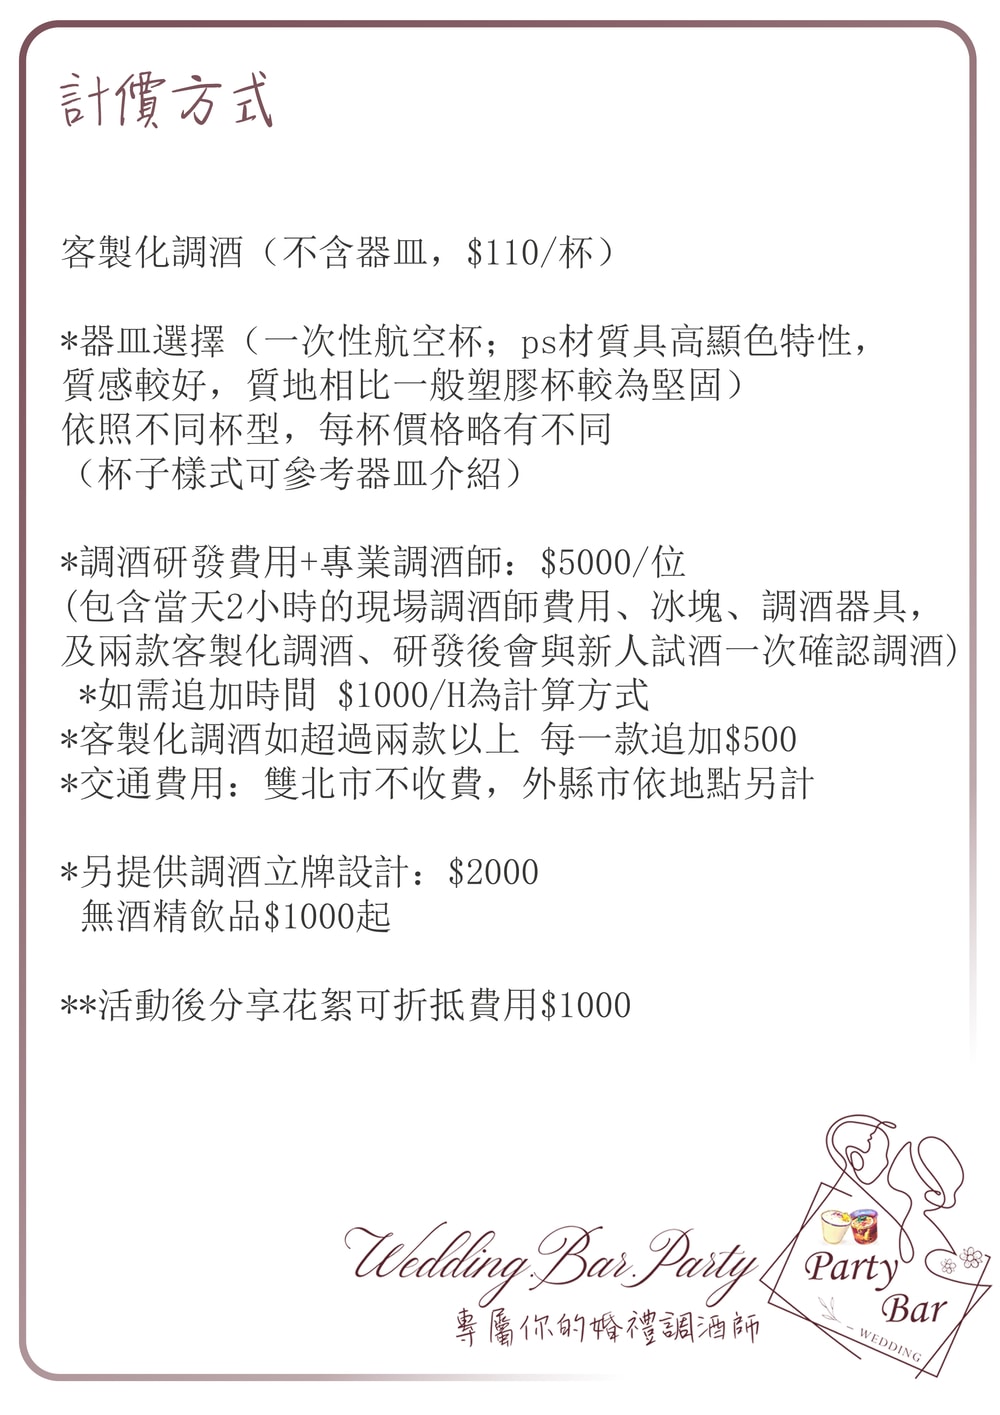 計價方式
客製化調酒（不含器皿，$110/杯）
*器皿選擇（一次性航空杯；ps材質具高顯色特性，
質感較好，質地相比一般塑膠杯較為堅固）
依照不同杯型，每杯價格略有不同
（杯子樣式可參考器皿介紹）
*調酒研發費用+專業調酒師：$5000/位
(包含當天2小時的現場調酒師費用、冰塊、調酒器具，
及兩款客製化調酒、研發後會與新人試酒一次確認調酒)
*如需追加時間 $1000/H為計算方式
*客製化調酒如超過兩款以上 每一款追加$500
*交通費用：雙北市不收費，外縣市依地點另計
*另提供調酒立牌設計：$2000
無酒精飲品$1000起
**活動後分享花絮可折抵費用$1000
Wedding.Bar.Party
專屬你的婚禮調酒師
Party
Bar
- WEDDING